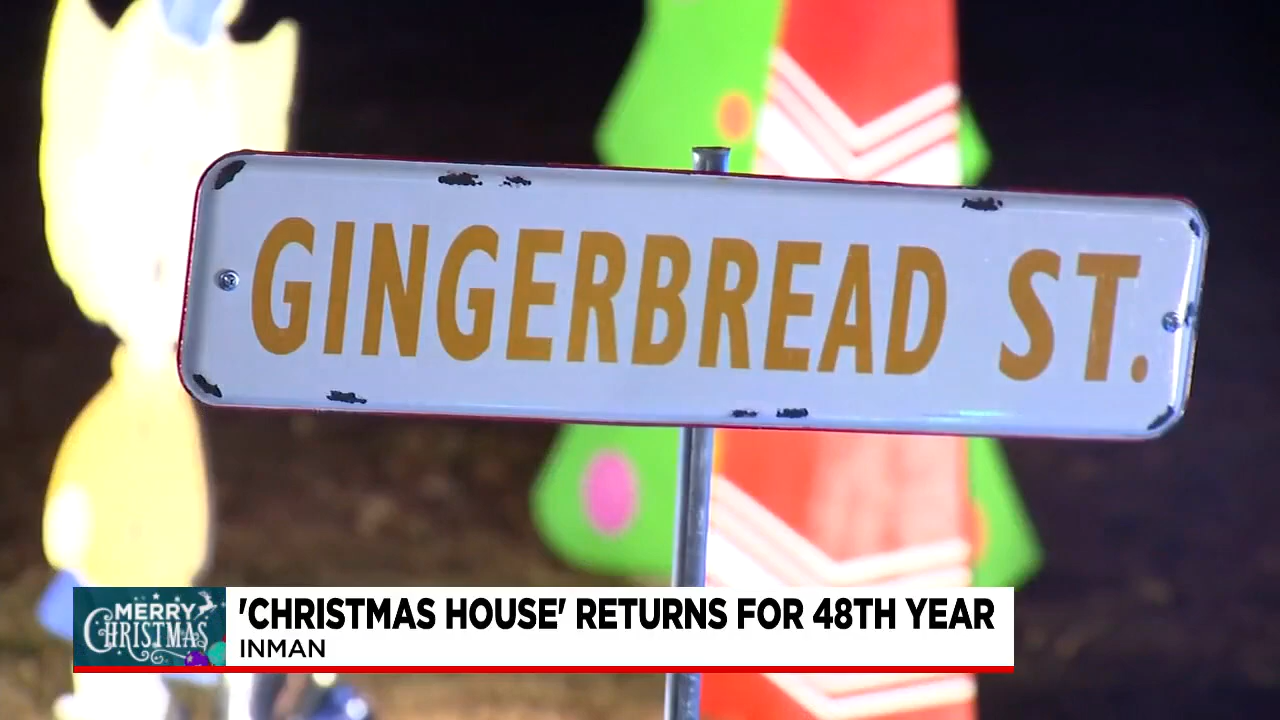 GINGERBREAD ST.
MERRY
CHRISTMAS
'CHRISTMAS HOUSE' RETURNS FOR 48TH YEAR
INMAN